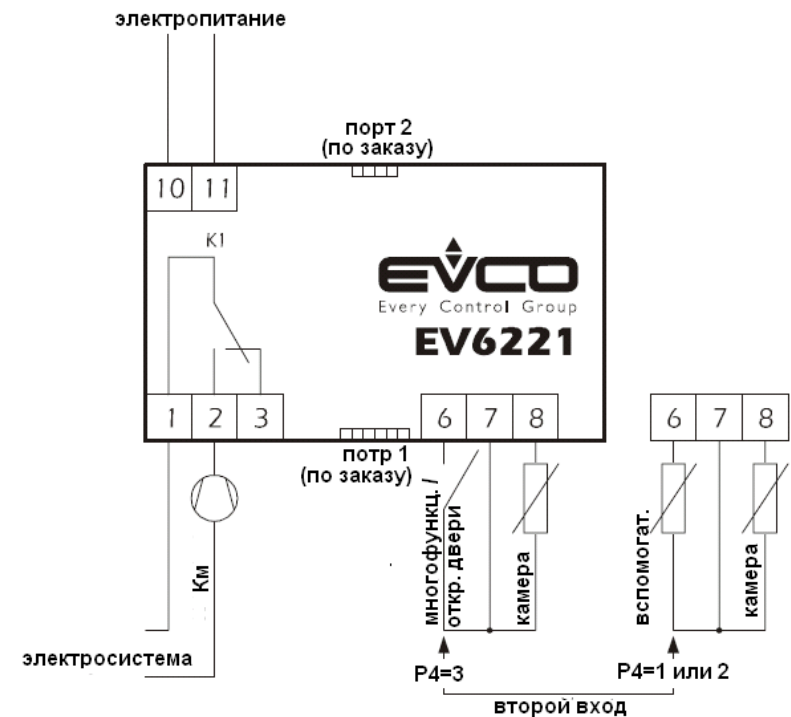 электропитание
порт 2
(по заказу)
10 11
K1
EVCO
Every Control Group
EV6221
1 2 3
6 7 8
6 7 8
потр 1
(по заказу)
многофункц. /
откр. двери
камера
вспомогат.
камера
Км
электросистема
P4=3
P4=1 или 2
второй вход